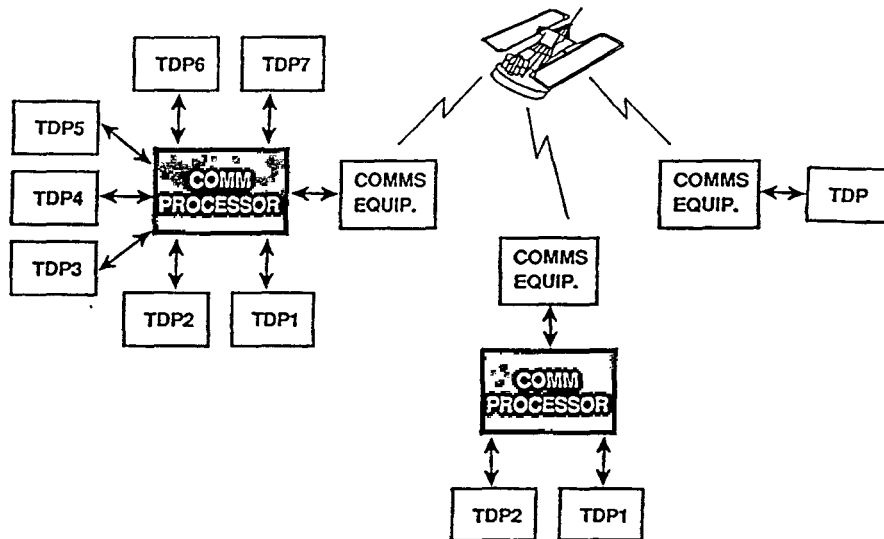 TDP6
TDP7
TDP5
COMM
PROCESSOR
COMMS
EQUIP.
COMMS
EQUIP.
TDP
TDP4
TDP3
COMMS
EQUIP.
TDP2
TDP1
COMM
PROCESSOR
TDP2
TDP1